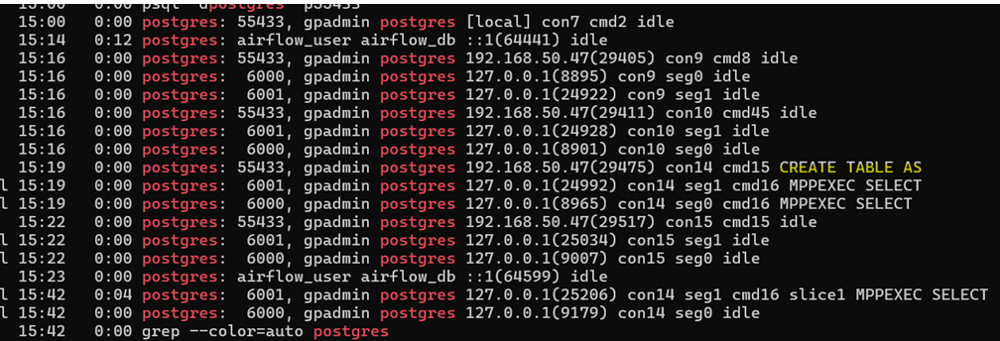 15:00 0:00 psql -dpostgres -p55433
15:00 0:00 postgres: 55433, gpadmin postgres [local] con7 cmd2 idle
15:14 0:12 postgres: airflow_user airflow_db ::1(64441) idle
15:16 0:00 postgres: 55433, gpadmin postgres 192.168.50.47(29405) con9 cmd8 idle
15:16 0:00 postgres:  6000, gpadmin postgres 127.0.0.1(8895) con9 seg0 idle
15:16 0:00 postgres:  6001, gpadmin postgres 127.0.0.1(24922) con9 seg1 idle
15:16 0:00 postgres: 55433, gpadmin postgres 192.168.50.47(29411) con10 cmd45 idle
15:16 0:00 postgres:  6001, gpadmin postgres 127.0.0.1(24928) con10 seg1 idle
15:16 0:00 postgres:  6000, gpadmin postgres 127.0.0.1(8901) con10 seg0 idle
15:19 0:00 postgres: 55433, gpadmin postgres 192.168.50.47(29475) con14 cmd15 CREATE TABLE AS
l 15:19 0:00 postgres:  6001, gpadmin postgres 127.0.0.1(24992) con14 seg1 cmd16 MPPEXEC SELECT
l 15:19 0:00 postgres:  6000, gpadmin postgres 127.0.0.1(8965) con14 seg0 cmd16 MPPEXEC SELECT
15:22 0:00 postgres: 55433, gpadmin postgres 192.168.50.47(29517) con15 cmd15 idle
l 15:22 0:00 postgres:  6001, gpadmin postgres 127.0.0.1(25034) con15 seg1 idle
l 15:22 0:00 postgres:  6000, gpadmin postgres 127.0.0.1(9007) con15 seg0 idle
15:23 0:00 postgres: airflow_user airflow_db ::1(64599) idle
l 15:42 0:04 postgres:  6001, gpadmin postgres 127.0.0.1(25206) con14 seg1 cmd16 slice1 MPPEXEC SELECT
l 15:42 0:00 postgres:  6000, gpadmin postgres 127.0.0.1(9179) con14 seg0 idle
15:42 0:00 grep --color=auto postgres